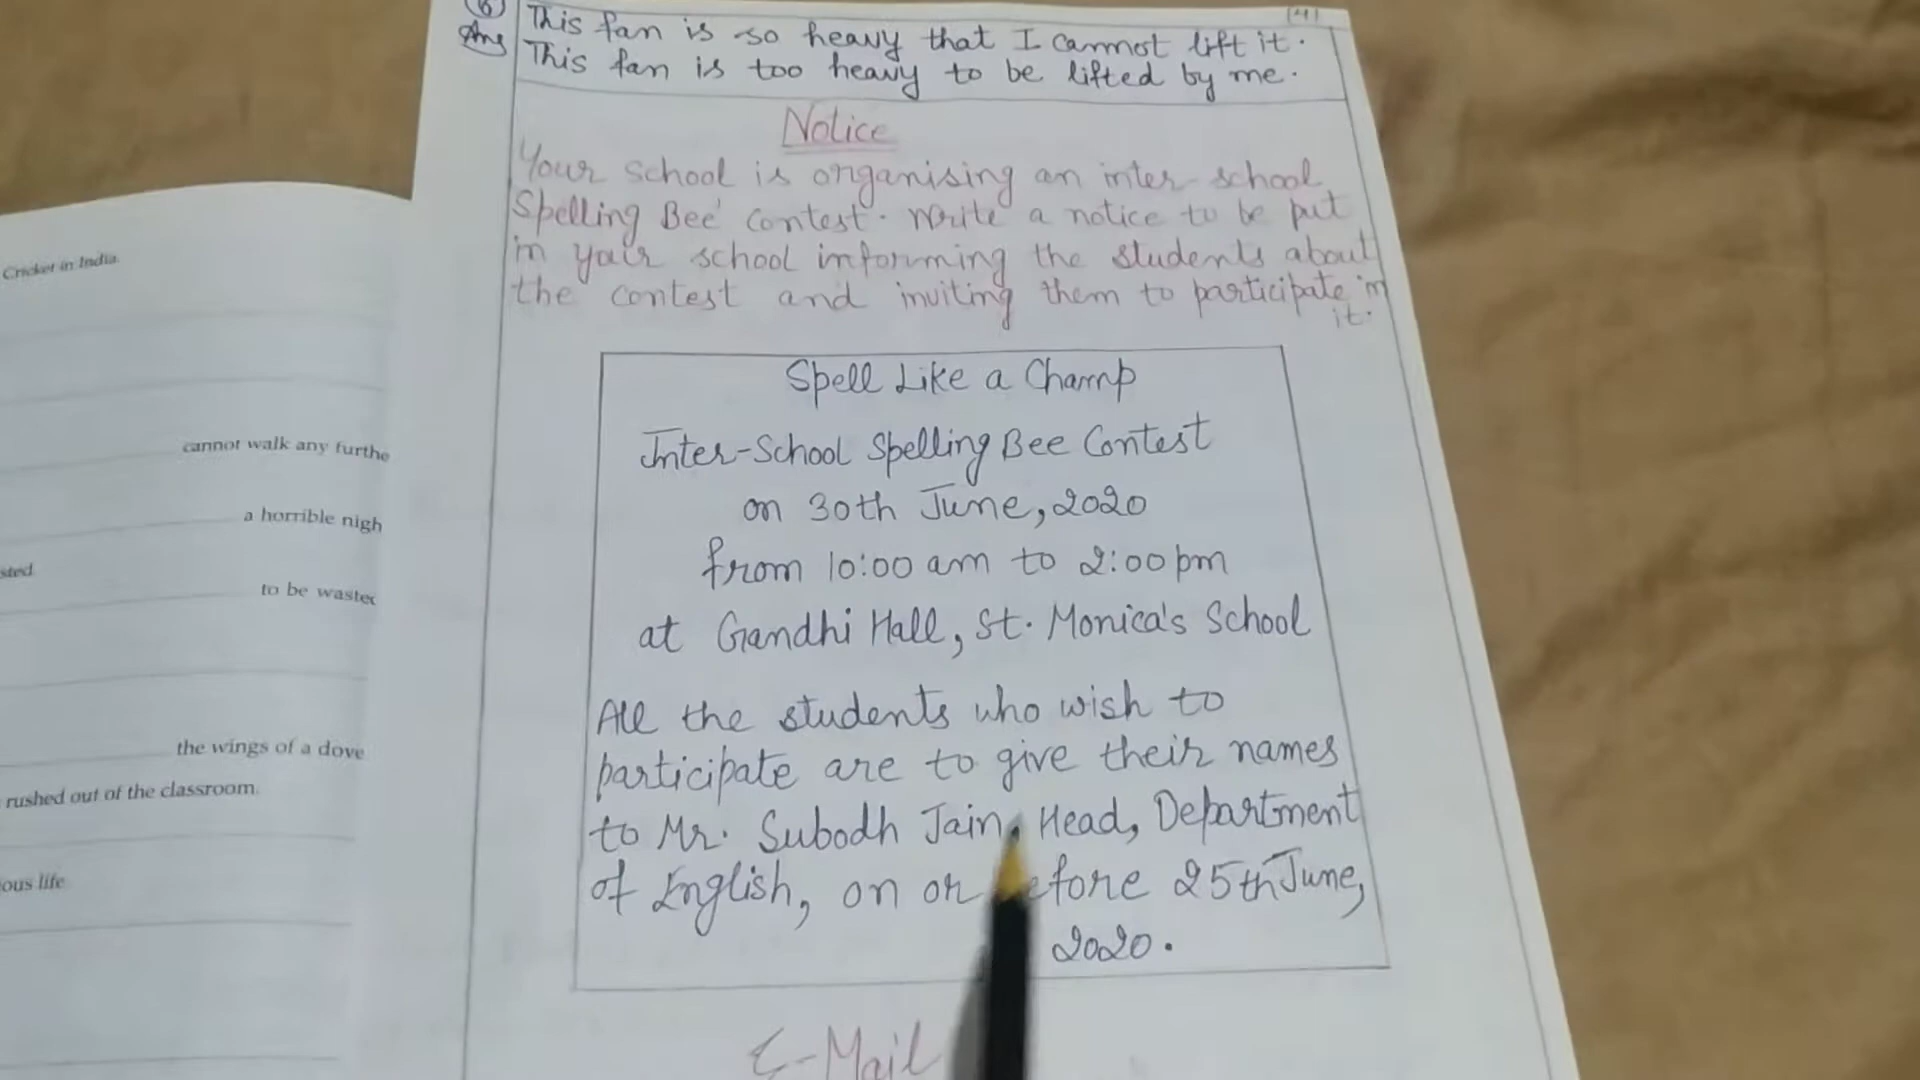 Cricket in India.
cannot walk any furthe
a horrible nigh
sted.
to be wasted
the wings of a dove
rushed out of the classroom.
ous life
(6) This fan is so heavy that I cannot lift it.
Ans This fan is too heavy to be lifted by me.
Notice
Your school is organising an inter-school
Spelling Bee' contest. Write a notice to be put
in your school informing the students about
the contest and inviting them to participate in
it.
Spell Like a Champ
Inter-School Spelling Bee Contest
on 30th June, 2020
from 10:00 am to 2:00 pm
at Gandhi Hall, St. Monica's School
All the students who wish to
participate are to give their names
to Mr. Subodh Jain, Head, Department
of English, on or efore 25th June,
2020.
E-Mail